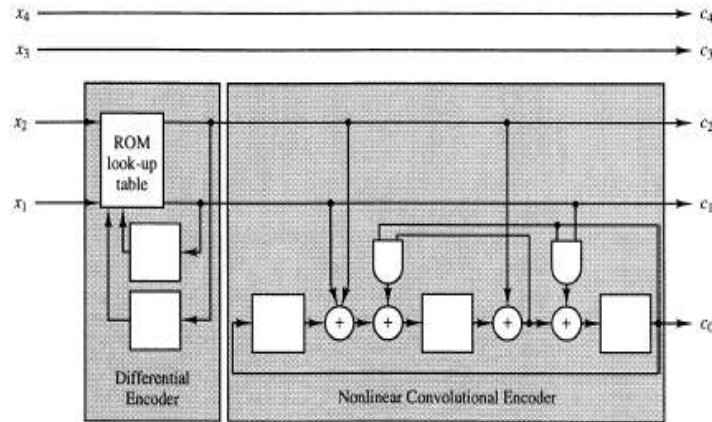 x₄ c₄
x₃ c₃
x₂ c₂
ROM
look-up
table
x₁ c₁
+ + + +
c₀
Differential
Encoder
Nonlinear Convolutional Encoder